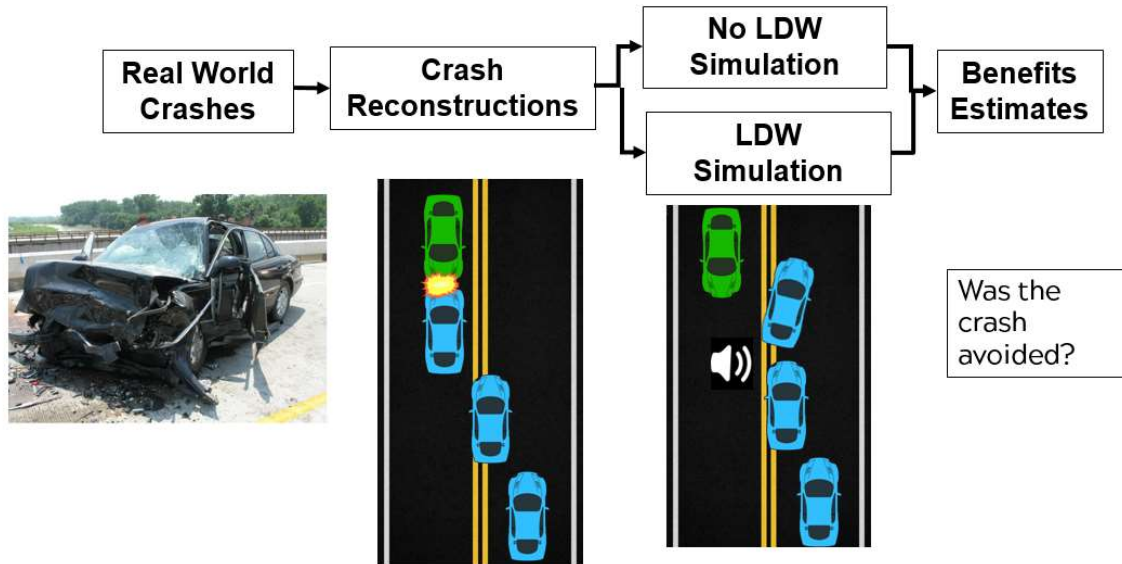 Real World
Crashes
Crash
Reconstructions
No LDW
Simulation
LDW
Simulation
Benefits
Estimates
Was the
crash
avoided?